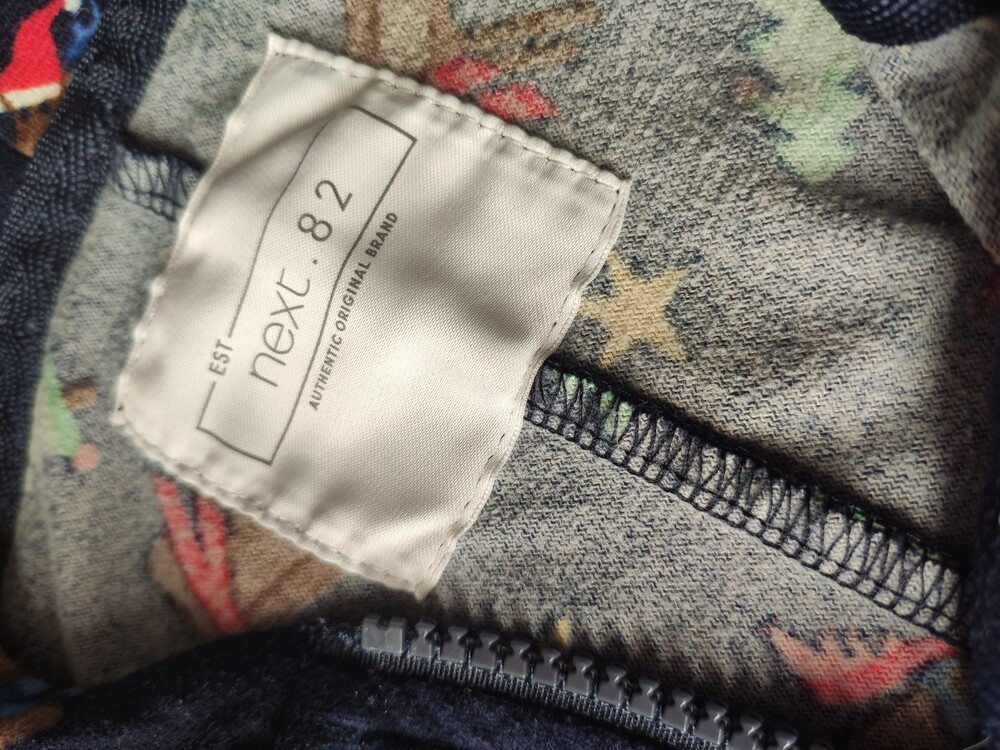 EST
next.82
AUTHENTIC ORIGINAL BRAND